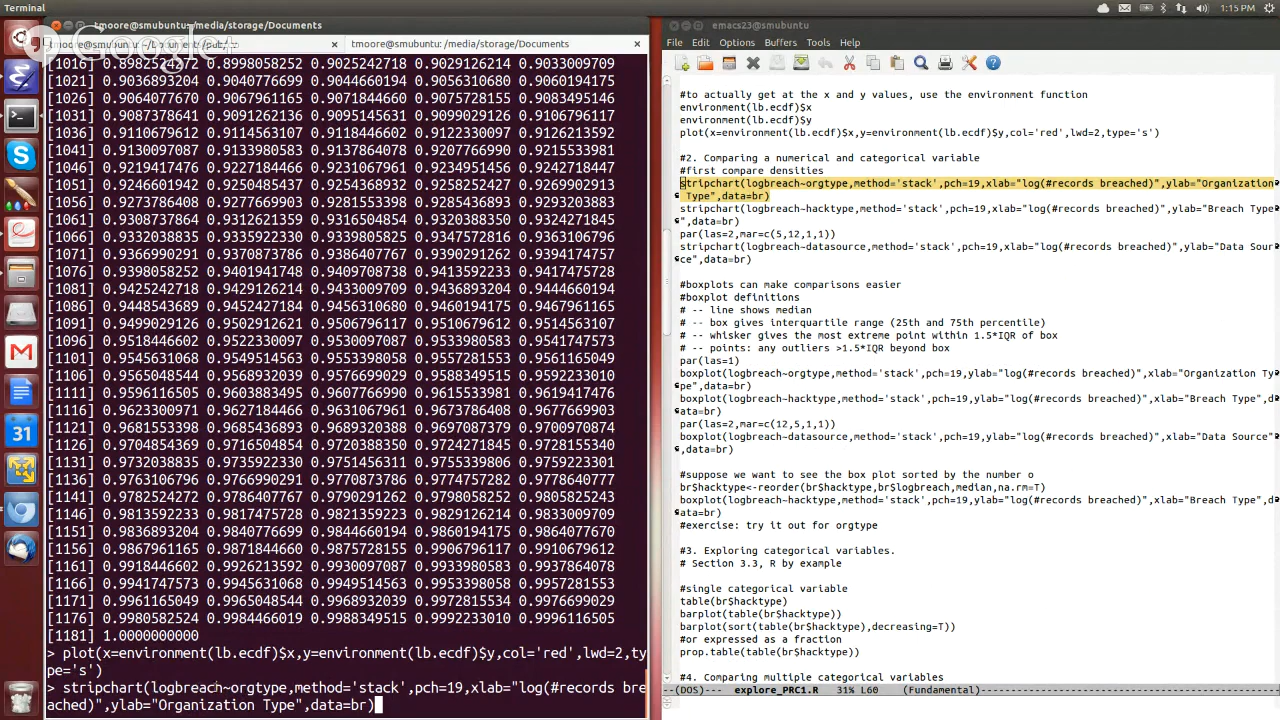 Terminal
1:15 PM
tmoore@smubuntu: /media/storage/Documents
tmoore@smubuntu: /media/storage/Documents
[1021] 0.9036893204 0.9040776699 0.9044660194 0.9056310680 0.9060194175
[1026] 0.9064077670 0.9067961165 0.9071844660 0.9075728155 0.9083495146
[1031] 0.9087378641 0.9091262136 0.9095145631 0.9099029126 0.9106796117
[1036] 0.9110679612 0.9114563107 0.9118446602 0.9122330097 0.9126213592
[1041] 0.9130097087 0.9133980583 0.9137864078 0.9207766990 0.9215533981
[1046] 0.9219417476 0.9227184466 0.9231067961 0.9234951456 0.9242718447
[1051] 0.9246601942 0.9250485437 0.9254368932 0.9258252427 0.9269902913
[1056] 0.9273786408 0.9277669903 0.9281553398 0.9285436893 0.9293203883
[1061] 0.9308737864 0.9312621359 0.9316504854 0.9320388350 0.9324271845
[1066] 0.9332038835 0.9335922330 0.9339805825 0.9347572816 0.9363106796
[1071] 0.9366990291 0.9370873786 0.9386407767 0.9390291262 0.9394174757
[1076] 0.9398058252 0.9401941748 0.9409708738 0.9413592233 0.9417475728
[1081] 0.9425242718 0.9429126214 0.9433009709 0.9436893204 0.9444660194
[1086] 0.9448543689 0.9452427184 0.9456310680 0.9460194175 0.9467961165
[1091] 0.9499029126 0.9502912621 0.9506796117 0.9510679612 0.9514563107
[1096] 0.9518446602 0.9522330097 0.9530097087 0.9533980583 0.9541747573
[1101] 0.9545631068 0.9549514563 0.9553398058 0.9557281553 0.9561165049
[1106] 0.9565048544 0.9568932039 0.9576699029 0.9588349515 0.9592233010
[1111] 0.9596116505 0.9603883495 0.9607766990 0.9615533981 0.9619417476
[1116] 0.9623300971 0.9627184466 0.9631067961 0.9673786408 0.9677669903
[1121] 0.9681553398 0.9685436893 0.9689320388 0.9697087379 0.9700970874
[1126] 0.9704854369 0.9716504854 0.9720388350 0.9724271845 0.9728155340
[1131] 0.9732038835 0.9735922330 0.9751456311 0.9755339806 0.9759223301
[1136] 0.9763106796 0.9766990291 0.9770873786 0.9774757282 0.9778640777
[1141] 0.9782524272 0.9786407767 0.9790291262 0.9798058252 0.9805825243
[1146] 0.9813592233 0.9817475728 0.9821359223 0.9829126214 0.9833009709
[1151] 0.9836893204 0.9840776699 0.9844660194 0.9856310680 0.9864077670
[1156] 0.9867961165 0.9871844660 0.9875728155 0.9906796117 0.9910679612
[1161] 0.9918446602 0.9926213592 0.9930097087 0.9933980583 0.9937864078
[1166] 0.9941747573 0.9945631068 0.9949514563 0.9953398058 0.9957281553
[1171] 0.9961165049 0.9965048544 0.9968932039 0.9972815534 0.9976699029
[1176] 0.9980582524 0.9984466019 0.9988349515 0.9992233010 0.9996116505
[1181] 1.0000000000
> plot(x=environment(lb.ecdf)$x,y=environment(lb.ecdf)$y,col='red',lwd=2,ty
pe='s')
> stripchart(logbreach~orgtype,method='stack',pch=19,xlab="log(#records bre
ached)",ylab="Organization Type",data=br)
emacs23@smubuntu
File Edit Options Buffers Tools Help
#to actually get at the x and y values, use the environment function
environment(lb.ecdf)$x
environment(lb.ecdf)$y
plot(x=environment(lb.ecdf)$x,y=environment(lb.ecdf)$y,col='red',lwd=2,type='s')
#2. Comparing a numerical and categorical variable
#first compare densities
stripchart(logbreach~orgtype,method='stack',pch=19,xlab="log(#records breached)",ylab="Organization
Type",data=br)
stripchart(logbreach~hacktype,method='stack',pch=19,xlab="log(#records breached)",ylab="Breach Type
",data=br)
par(las=2,mar=c(5,12,1,1))
stripchart(logbreach~datasource,method='stack',pch=19,xlab="log(#records breached)",ylab="Data Sour
ce",data=br)
#boxplots can make comparisons easier
#boxplot definitions
# -- line shows median
# -- box gives interquartile range (25th and 75th percentile)
# -- whisker gives the most extreme point within 1.5*IQR of box
# -- points: any outliers >1.5*IQR beyond box
par(las=1)
boxplot(logbreach~orgtype,method='stack',pch=19,ylab="log(#records breached)",xlab="Organization Ty
pe",data=br)
boxplot(logbreach~hacktype,method='stack',pch=19,ylab="log(#records breached)",xlab="Breach Type",d
ata=br)
par(las=2,mar=c(12,5,1,1))
boxplot(logbreach~datasource,method='stack',pch=19,ylab="log(#records breached)",xlab="Data Source"
,data=br)
#suppose we want to see the box plot sorted by the number o
br$hacktype<-reorder(br$hacktype,br$logbreach,median,na.rm=T)
boxplot(logbreach~hacktype,method='stack',pch=19,ylab="log(#records breached)",xlab="Breach Type",d
ata=br)
#exercise: try it out for orgtype
#3. Exploring categorical variables.
# Section 3.3, R by example
#single categorical variable
table(br$hacktype)
barplot(table(br$hacktype))
barplot(sort(table(br$hacktype),decreasing=T))
#or expressed as a fraction
prop.table(table(br$hacktype))
#4. Comparing multiple categorical variables
-(DOS)--- explore_PRC1.R 31% L60 (Fundamental)
31